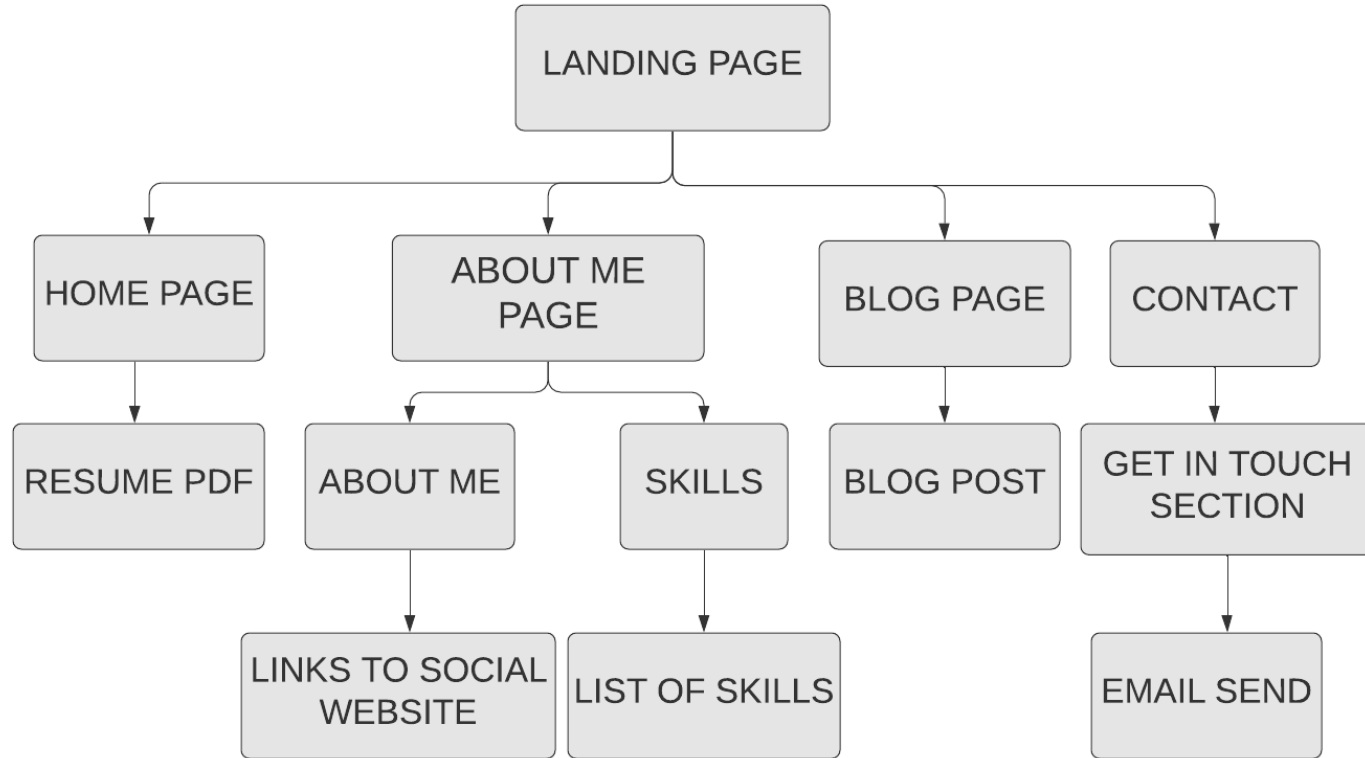 LANDING PAGE
HOME PAGE
ABOUT ME
PAGE
BLOG PAGE
CONTACT
RESUME PDF
ABOUT ME
SKILLS
BLOG POST
GET IN TOUCH
SECTION
LINKS TO SOCIAL
WEBSITE
LIST OF SKILLS
EMAIL SEND